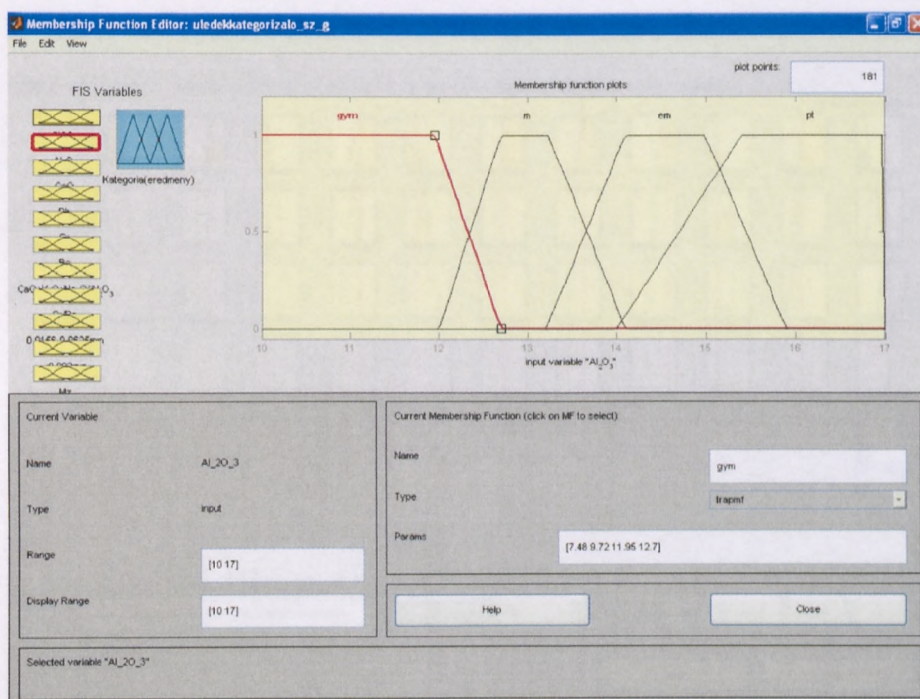 Membership Function Editor: uledekkategorizalo_sz_g
File Edit View
FIS Variables
Kategoria(eredmeny)
plot points:
181
Membership function plots
gym m em pt
1
0.5
0
10 11 12 13 14 15 16 17
input variable "Al₂O₃"
Mz
Current Variable
Name Al_2O_3
Type input
Range [10 17]
Display Range [10 17]
Current Membership Function (click on MF to select)
Name gym
Type trapmf
Params [7.48 9.72 11.95 12.7]
Help Close
Selected variable "Al_2O_3"